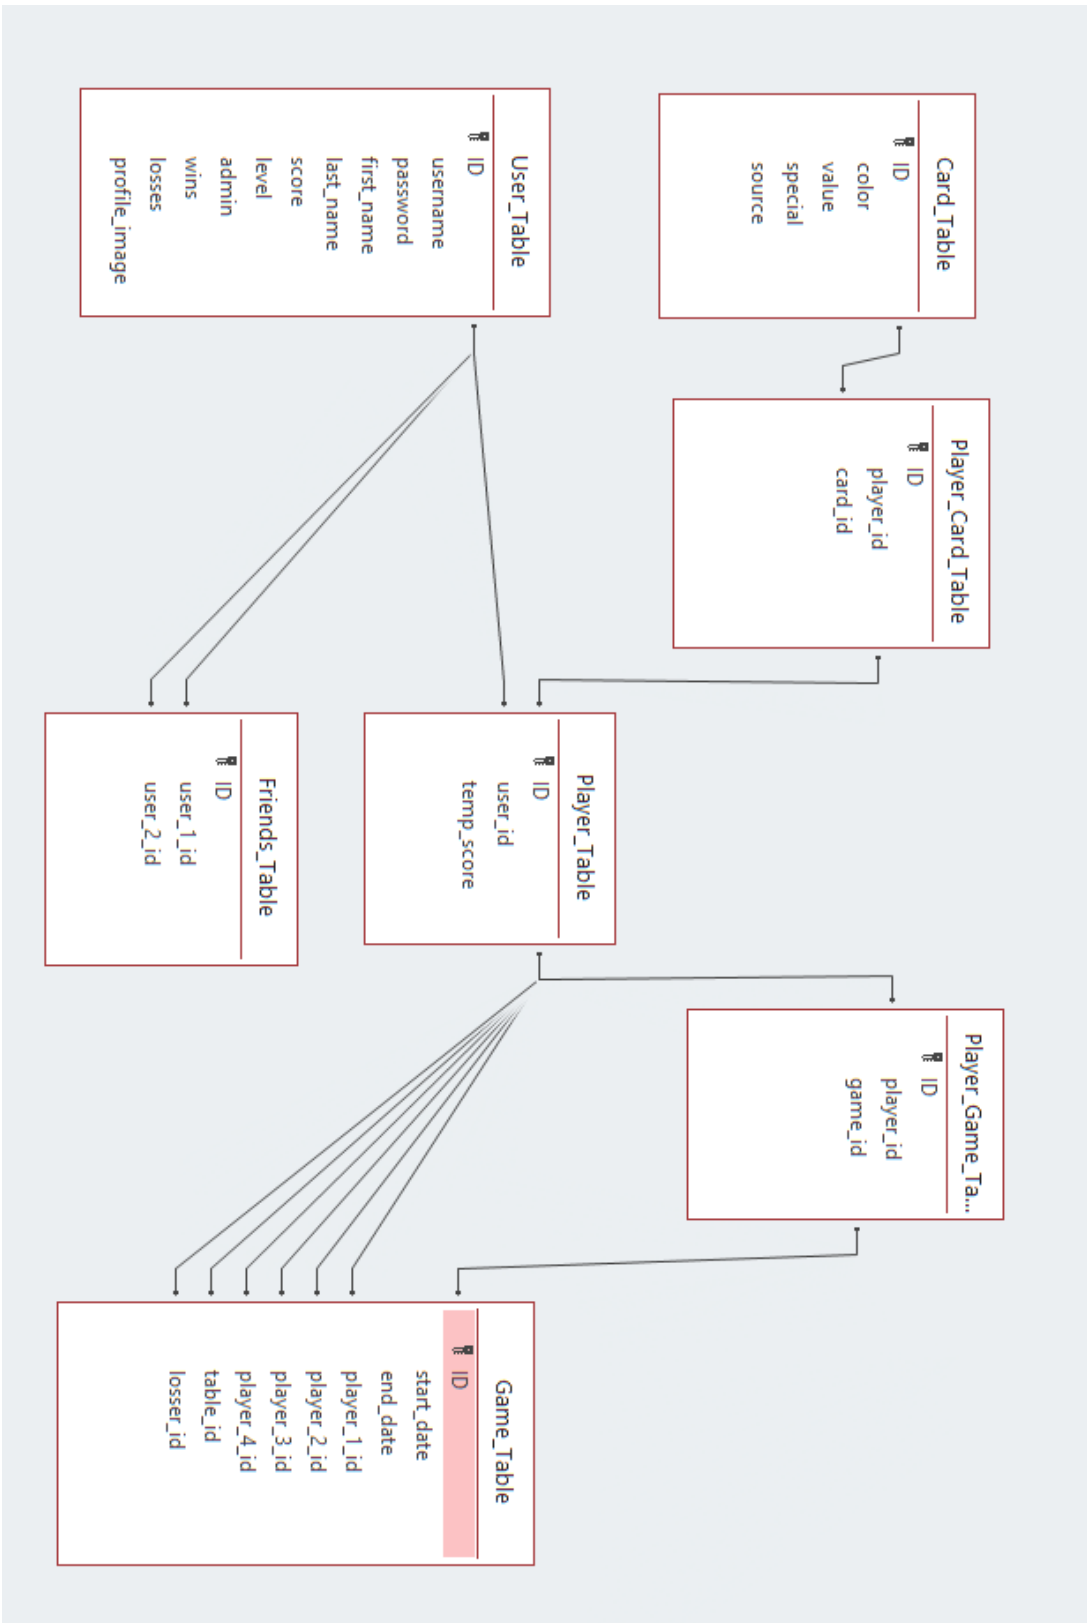 Card_Table
ID
color
value
special
source
Player_Card_Table
ID
player_id
card_id
Player_Game_Ta...
ID
player_id
game_id
User_Table
ID
username
password
first_name
last_name
score
level
admin
wins
losses
profile_image
Player_Table
ID
user_id
temp_score
Friends_Table
ID
user_1_id
user_2_id
Game_Table
ID
start_date
end_date
player_1_id
player_2_id
player_3_id
player_4_id
table_id
losser_id